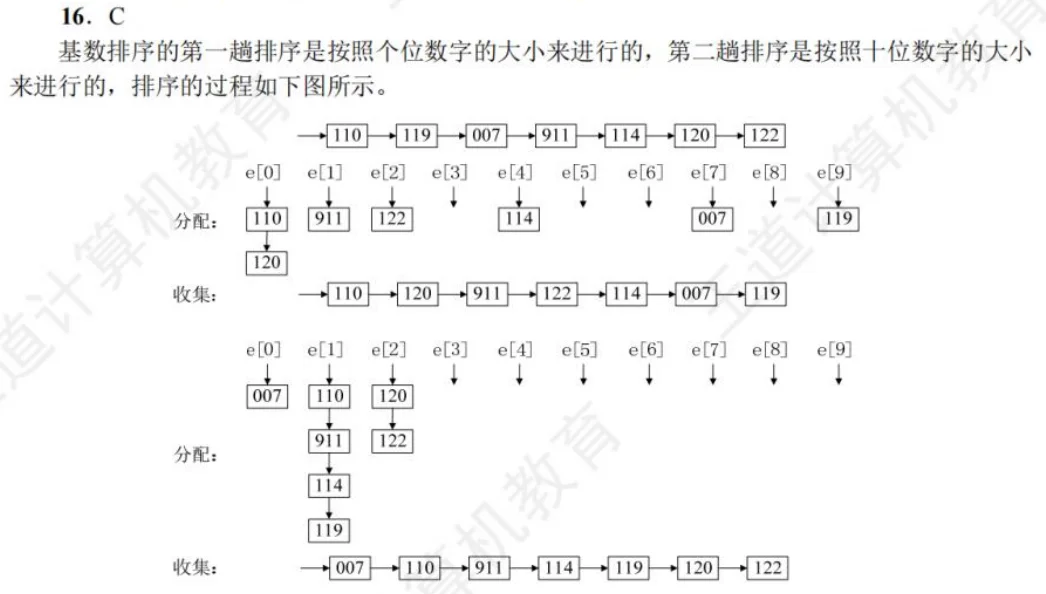 16．C
基数排序的第一趟排序是按照个位数字的大小来进行的，第二趟排序是按照十位数字的大小
来进行的，排序的过程如下图所示。
110 119 007 911 114 120 122
e[0] e[1] e[2] e[3] e[4] e[5] e[6] e[7] e[8] e[9]
分配： 110 911 122 114 007 119
120
收集： 110 120 911 122 114 007 119
e[0] e[1] e[2] e[3] e[4] e[5] e[6] e[7] e[8] e[9]
007 110 120
911 122
分配：
114
119
收集： 007 110 911 114 119 120 122
道计算机教育
王道计算机教育
算机教育